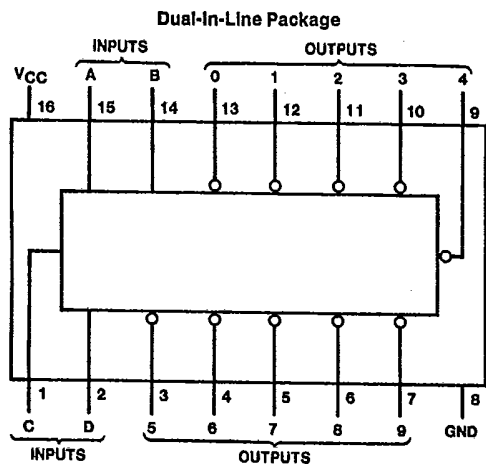 Dual-In-Line Package
INPUTS OUTPUTS
VCC A B 0 1 2 3 4
16 15 14 13 12 11 10 9
1 2 3 4 5 6 7 8
C D 5 6 7 8 9 GND
INPUTS OUTPUTS